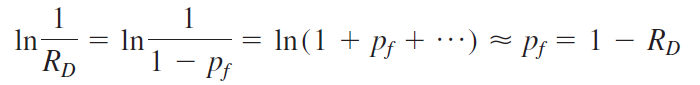 ln 1/R_D = ln 1/(1 − p_f) = ln(1 + p_f + ⋯) ≈ p_f = 1 − R_D